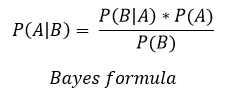 P(A|B) = P(B|A) * P(A) / P(B)
Bayes formula